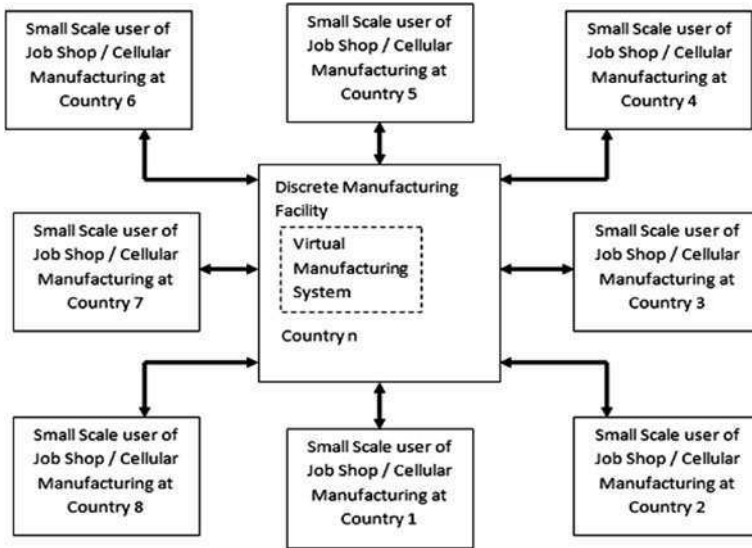 Small Scale user of
Job Shop / Cellular
Manufacturing at
Country 6
Small Scale user of
Job Shop / Cellular
Manufacturing at
Country 5
Small Scale user of
Job Shop / Cellular
Manufacturing at
Country 4
Small Scale user of
Job Shop / Cellular
Manufacturing at
Country 7
Discrete Manufacturing
Facility
Virtual
Manufacturing
System
Country n
Small Scale user of
Job Shop / Cellular
Manufacturing at
Country 3
Small Scale user of
Job Shop / Cellular
Manufacturing at
Country 8
Small Scale user of
Job Shop / Cellular
Manufacturing at
Country 1
Small Scale user of
Job Shop / Cellular
Manufacturing at
Country 2